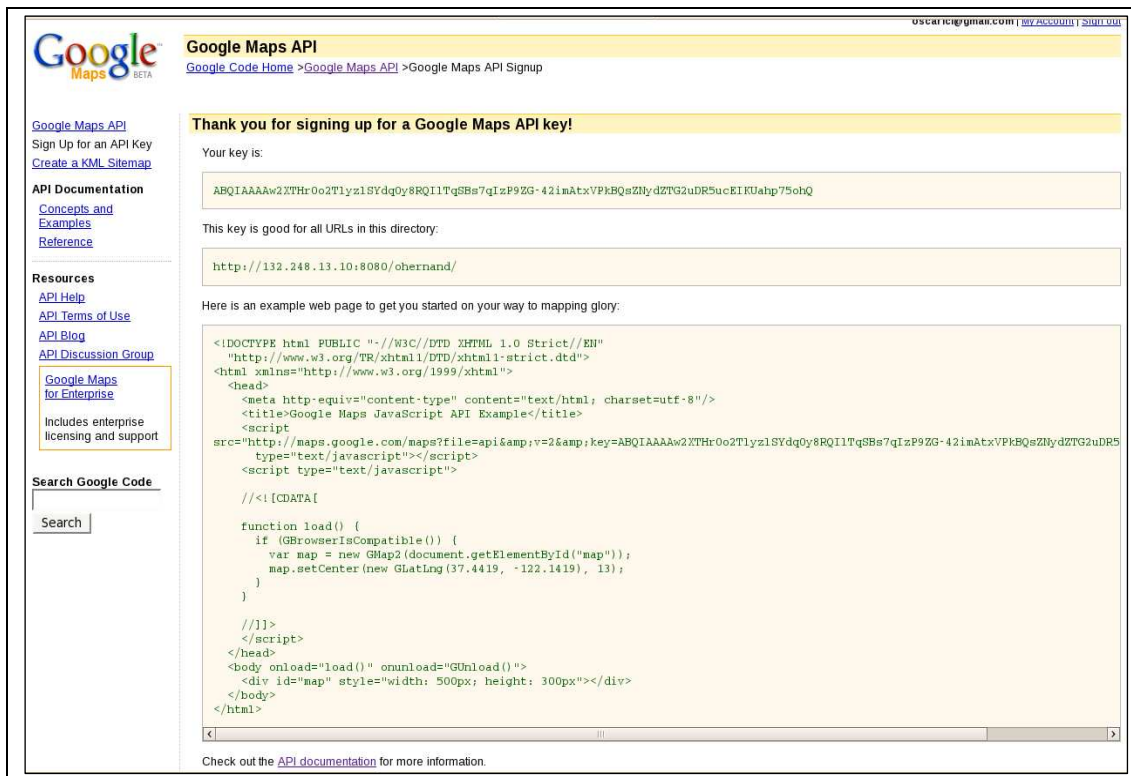 oscarici@gmail.com | My Account | Sign out
Google Maps BETA
Google Maps API
Google Code Home >Google Maps API >Google Maps API Signup
Google Maps API
Sign Up for an API Key
Create a KML Sitemap
API Documentation
Concepts and
Examples
Reference
Resources
API Help
API Terms of Use
API Blog
API Discussion Group
Google Maps
for Enterprise
Includes enterprise
licensing and support
Search Google Code
Search
Thank you for signing up for a Google Maps API key!
Your key is:
ABQIAAAAw2XTHr0o2Tlyz1SYdq0y8RQI1TqSBs7qIzP9ZG-42imAtxVPkBQsZNydZTG2uDR5ucEIKUahp75ohQ
This key is good for all URLs in this directory:
http://132.248.13.10:8080/ohernand/
Here is an example web page to get you started on your way to mapping glory:
<!DOCTYPE html PUBLIC "-//W3C//DTD XHTML 1.0 Strict//EN"
"http://www.w3.org/TR/xhtml1/DTD/xhtml1-strict.dtd">
<html xmlns="http://www.w3.org/1999/xhtml">
<head>
<meta http-equiv="content-type" content="text/html; charset=utf-8"/>
<title>Google Maps JavaScript API Example</title>
<script
src="http://maps.google.com/maps?file=api&amp;v=2&amp;key=ABQIAAAAw2XTHr0o2Tlyz1SYdq0y8RQI1TqSBs7qIzP9ZG-42imAtxVPkBQsZNydZTG2uDR5
type="text/javascript"></script>
<script type="text/javascript">
//<![CDATA[
function load() {
if (GBrowserIsCompatible()) {
var map = new GMap2(document.getElementById("map"));
map.setCenter(new GLatLng(37.4419, -122.1419), 13);
}
}
//]]>
</script>
</head>
<body onload="load()" onunload="GUnload()">
<div id="map" style="width: 500px; height: 300px"></div>
</body>
</html>
Check out the API documentation for more information.